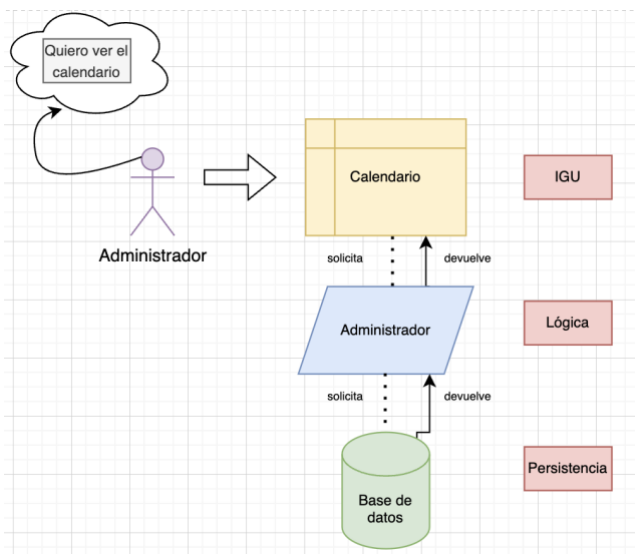 Quiero ver el
calendario
Administrador
Calendario
IGU
solicita
devuelve
Administrador
Lógica
solicita
devuelve
Base de
datos
Persistencia